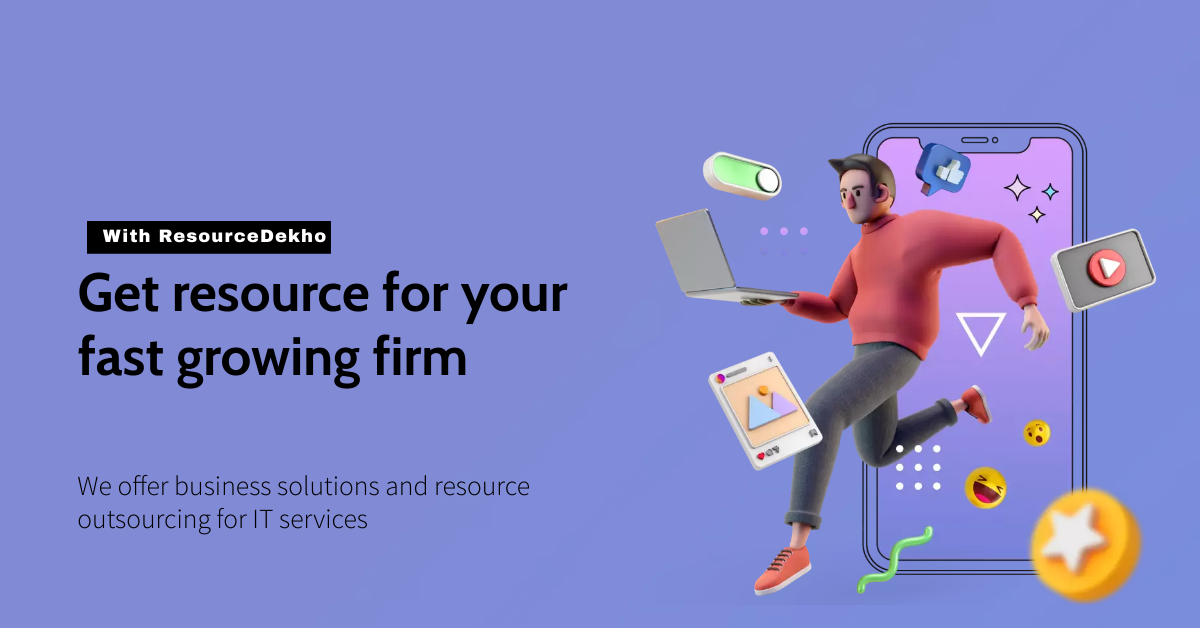 With ResourceDekho
Get resource for your
fast growing firm
We offer business solutions and resource
outsourcing for IT services